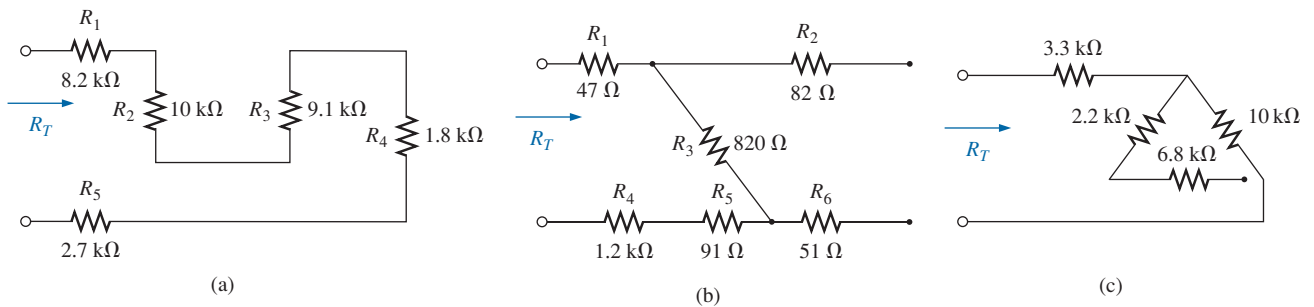 R1
8.2 kΩ
R2 10 kΩ
R3 9.1 kΩ
R4 1.8 kΩ
RT
R5
2.7 kΩ
(a)
R1
47 Ω
R2
82 Ω
RT
R3 820 Ω
R4
1.2 kΩ
R5
91 Ω
R6
51 Ω
(b)
3.3 kΩ
2.2 kΩ
10 kΩ
6.8 kΩ
RT
(c)